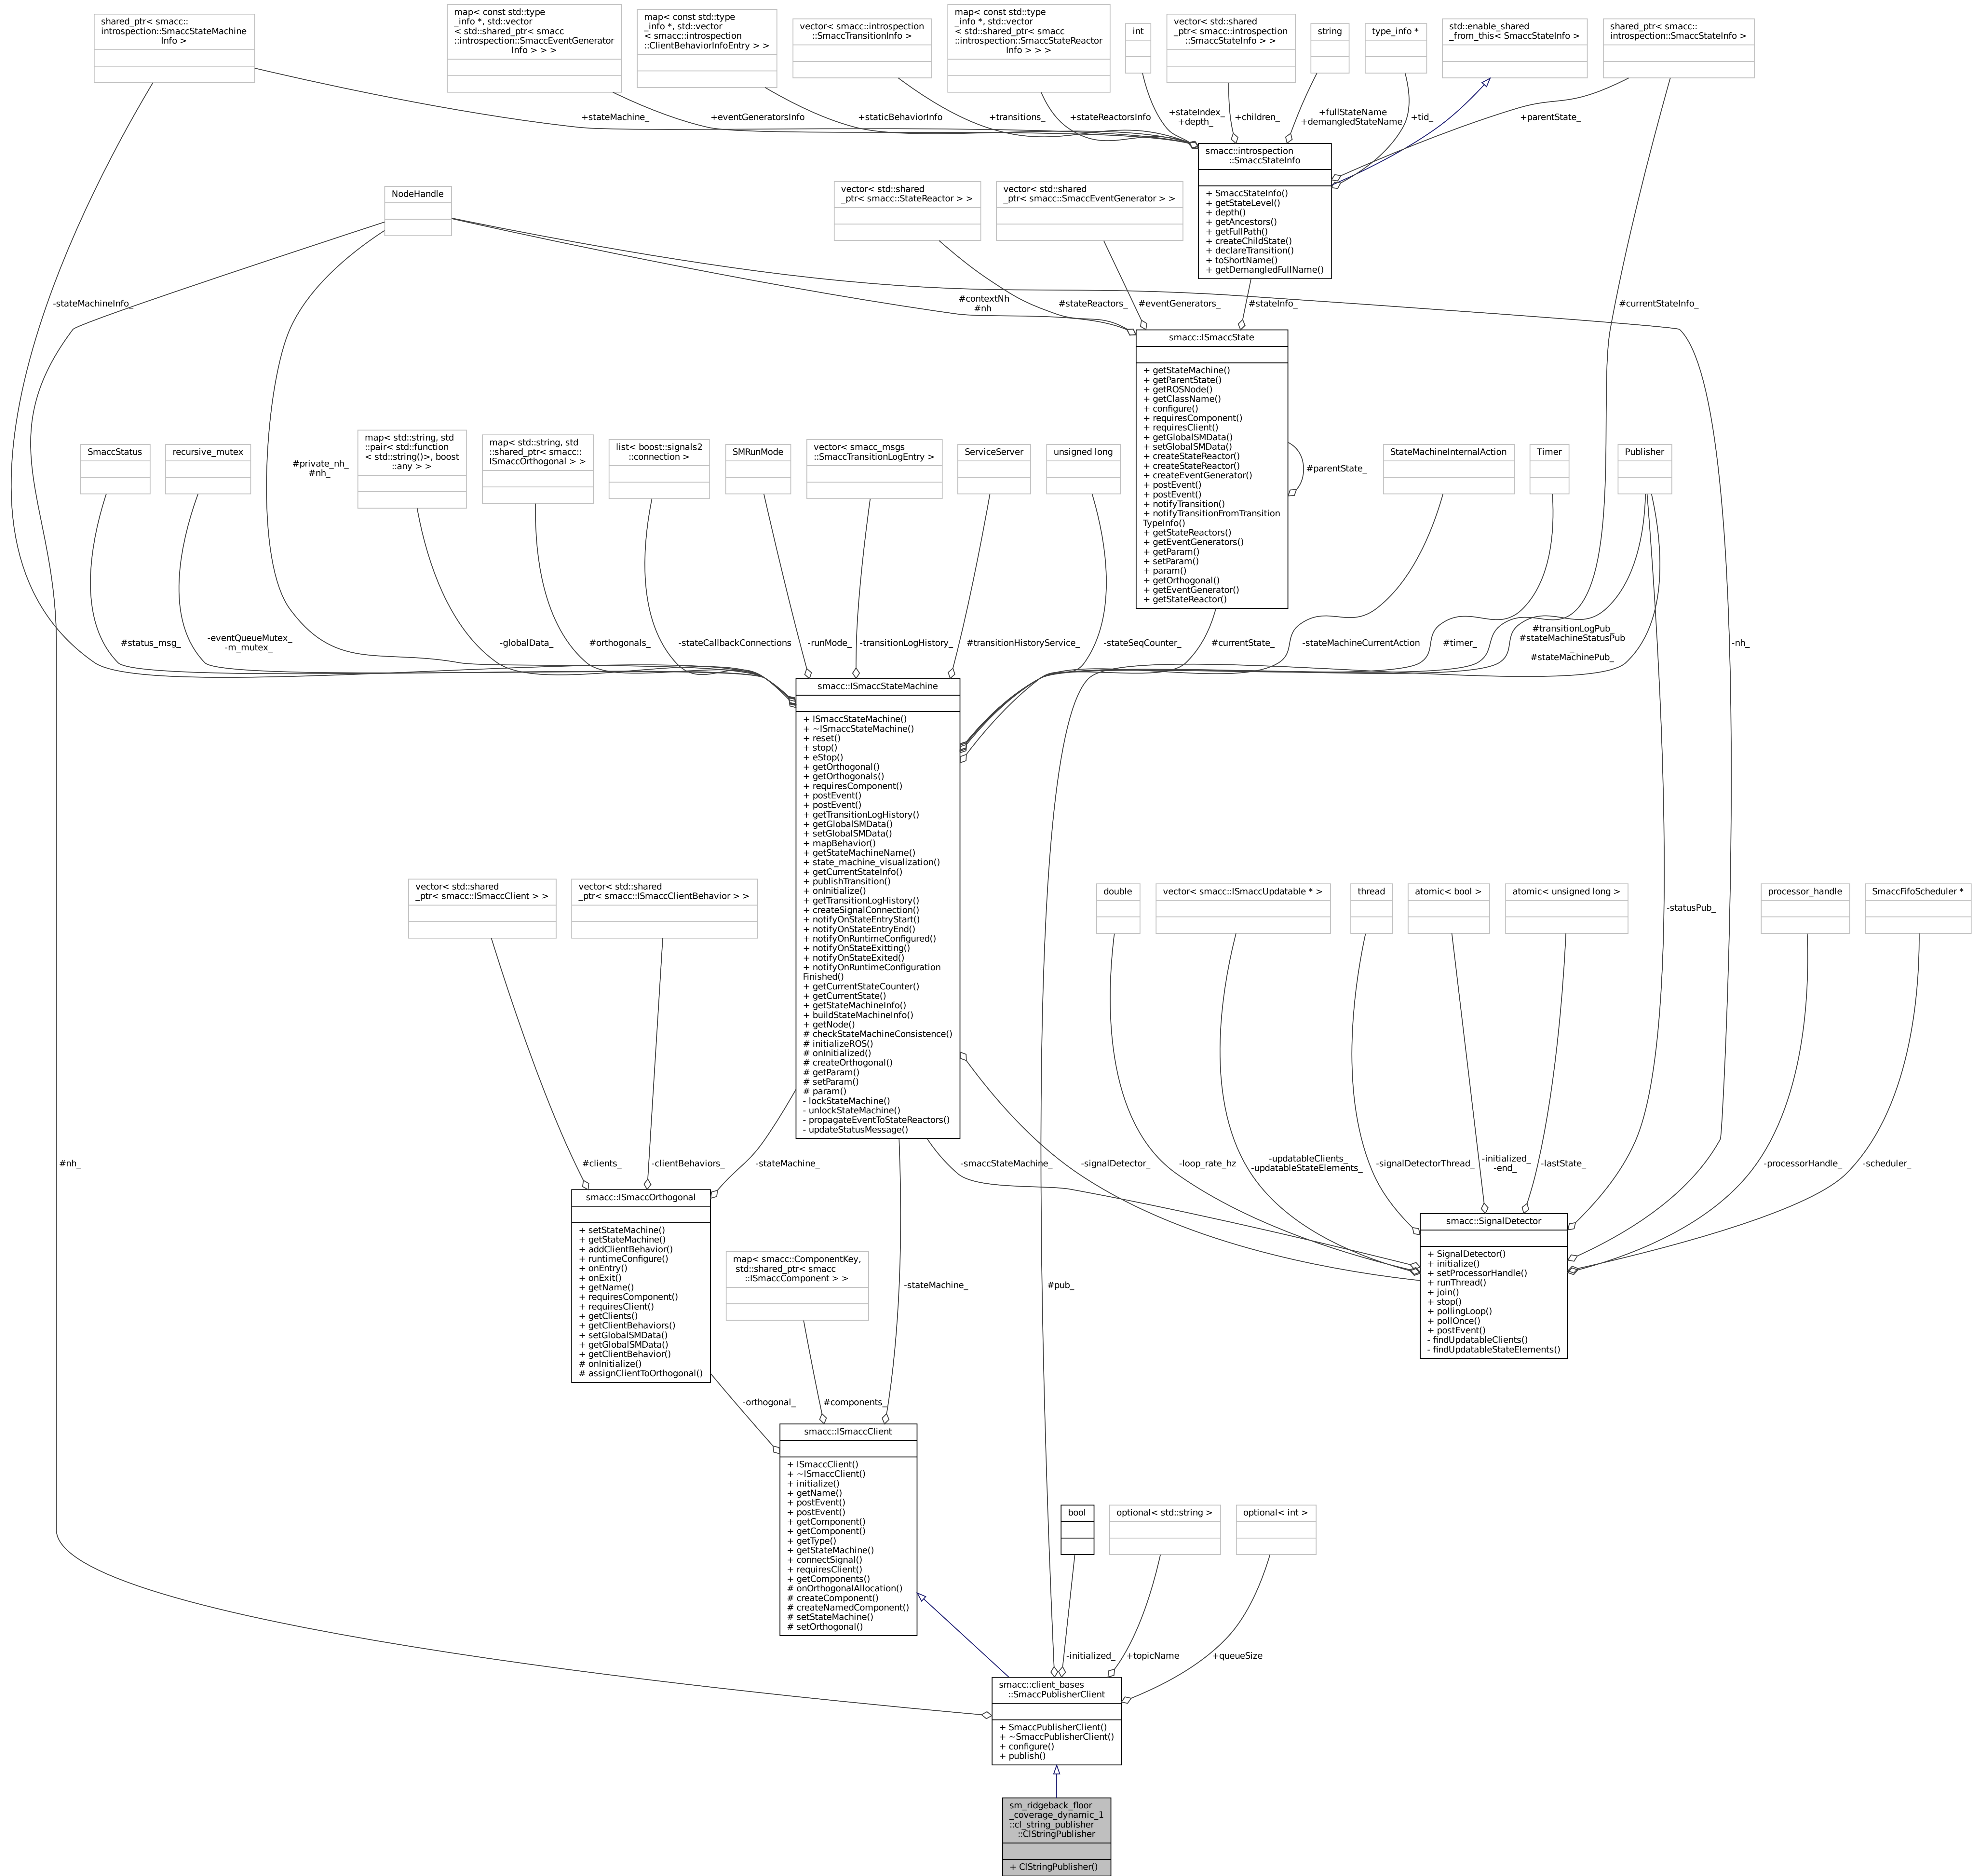 shared_ptr< smacc::
introspection::SmaccStateMachine
Info >
map< const std::type
_info *, std::vector
< std::shared_ptr< smacc
::introspection::SmaccEventGenerator
Info > > >
map< const std::type
_info *, std::vector
< smacc::introspection
::ClientBehaviorInfoEntry > >
vector< smacc::introspection
::SmaccTransitionInfo >
map< const std::type
_info *, std::vector
< std::shared_ptr< smacc
::introspection::SmaccStateReactor
Info > > >
int
vector< std::shared
_ptr< smacc::introspection
::SmaccStateInfo > >
string
type_info *
std::enable_shared
_from_this< SmaccStateInfo >
shared_ptr< smacc::
introspection::SmaccStateInfo >
+stateMachine_
+eventGeneratorsInfo
+staticBehaviorInfo
+transitions_
+stateReactorsInfo
+stateIndex_
+depth_
+children_
+fullStateName
+demangledStateName
+tid_
+parentState_
smacc::introspection
::SmaccStateInfo
+ SmaccStateInfo()
+ getStateLevel()
+ depth()
+ getAncestors()
+ getFullPath()
+ createChildState()
+ declareTransition()
+ toShortName()
+ getDemangledFullName()
NodeHandle
vector< std::shared
_ptr< smacc::StateReactor > >
vector< std::shared
_ptr< smacc::SmaccEventGenerator > >
-stateMachineInfo_
#contextNh
#nh
#stateReactors_
#eventGenerators_
#stateInfo_
#currentStateInfo_
smacc::ISmaccState
+ getStateMachine()
+ getParentState()
+ getROSNode()
+ getClassName()
+ configure()
+ requiresComponent()
+ requiresClient()
+ getGlobalSMData()
+ setGlobalSMData()
+ createStateReactor()
+ createStateReactor()
+ createEventGenerator()
+ postEvent()
+ postEvent()
+ notifyTransition()
+ notifyTransitionFromTransition
TypeInfo()
+ getStateReactors()
+ getEventGenerators()
+ getParam()
+ setParam()
+ param()
+ getOrthogonal()
+ getEventGenerator()
+ getStateReactor()
#parentState_
SmaccStatus
recursive_mutex
#private_nh_
#nh_
map< std::string, std
::pair< std::function
< std::string()>, boost
::any > >
map< std::string, std
::shared_ptr< smacc::
ISmaccOrthogonal > >
list< boost::signals2
::connection >
SMRunMode
vector< smacc_msgs
::SmaccTransitionLogEntry >
ServiceServer
unsigned long
StateMachineInternalAction
Timer
Publisher
#status_msg_
-eventQueueMutex_
-m_mutex_
-globalData_
#orthogonals_
-stateCallbackConnections
-runMode_
-transitionLogHistory_
#transitionHistoryService_
-stateSeqCounter_
#currentState_
-stateMachineCurrentAction
#timer_
#transitionLogPub_
#stateMachineStatusPub
_
#stateMachinePub_
-nh_
smacc::ISmaccStateMachine
+ ISmaccStateMachine()
+ ~ISmaccStateMachine()
+ reset()
+ stop()
+ eStop()
+ getOrthogonal()
+ getOrthogonals()
+ requiresComponent()
+ postEvent()
+ postEvent()
+ getTransitionLogHistory()
+ getGlobalSMData()
+ setGlobalSMData()
+ mapBehavior()
+ getStateMachineName()
+ state_machine_visualization()
+ getCurrentStateInfo()
+ publishTransition()
+ onInitialize()
+ getTransitionLogHistory()
+ createSignalConnection()
+ notifyOnStateEntryStart()
+ notifyOnStateEntryEnd()
+ notifyOnRuntimeConfigured()
+ notifyOnStateExitting()
+ notifyOnStateExited()
+ notifyOnRuntimeConfiguration
Finished()
+ getCurrentStateCounter()
+ getCurrentState()
+ getStateMachineInfo()
+ buildStateMachineInfo()
+ getNode()
# checkStateMachineConsistence()
# initializeROS()
# onInitialized()
# createOrthogonal()
# getParam()
# setParam()
# param()
- lockStateMachine()
- unlockStateMachine()
- propagateEventToStateReactors()
- updateStatusMessage()
vector< std::shared
_ptr< smacc::ISmaccClient > >
vector< std::shared
_ptr< smacc::ISmaccClientBehavior > >
double
vector< smacc::ISmaccUpdatable * >
thread
atomic< bool >
atomic< unsigned long >
-statusPub_
processor_handle
SmaccFifoScheduler *
#nh_
#clients_
-clientBehaviors_
-stateMachine_
-smaccStateMachine_
-signalDetector_
-loop_rate_hz
-updatableClients_
-updatableStateElements_
-signalDetectorThread_
-initialized_
-end_
-lastState_
-processorHandle_
-scheduler_
smacc::ISmaccOrthogonal
+ setStateMachine()
+ getStateMachine()
+ addClientBehavior()
+ runtimeConfigure()
+ onEntry()
+ onExit()
+ getName()
+ requiresComponent()
+ requiresClient()
+ getClients()
+ getClientBehaviors()
+ setGlobalSMData()
+ getGlobalSMData()
+ getClientBehavior()
# onInitialize()
# assignClientToOrthogonal()
smacc::SignalDetector
+ SignalDetector()
+ initialize()
+ setProcessorHandle()
+ runThread()
+ join()
+ stop()
+ pollingLoop()
+ pollOnce()
+ postEvent()
- findUpdatableClients()
- findUpdatableStateElements()
map< smacc::ComponentKey,
std::shared_ptr< smacc
::ISmaccComponent > >
-stateMachine_
#pub_
-orthogonal_
#components_
smacc::ISmaccClient
+ ISmaccClient()
+ ~ISmaccClient()
+ initialize()
+ getName()
+ postEvent()
+ postEvent()
+ getComponent()
+ getComponent()
+ getType()
+ getStateMachine()
+ connectSignal()
+ requiresClient()
+ getComponents()
# onOrthogonalAllocation()
# createComponent()
# createNamedComponent()
# setStateMachine()
# setOrthogonal()
bool
optional< std::string >
optional< int >
-initialized_
+topicName
+queueSize
smacc::client_bases
::SmaccPublisherClient
+ SmaccPublisherClient()
+ ~SmaccPublisherClient()
+ configure()
+ publish()
sm_ridgeback_floor
_coverage_dynamic_1
::cl_string_publisher
::ClStringPublisher
+ ClStringPublisher()